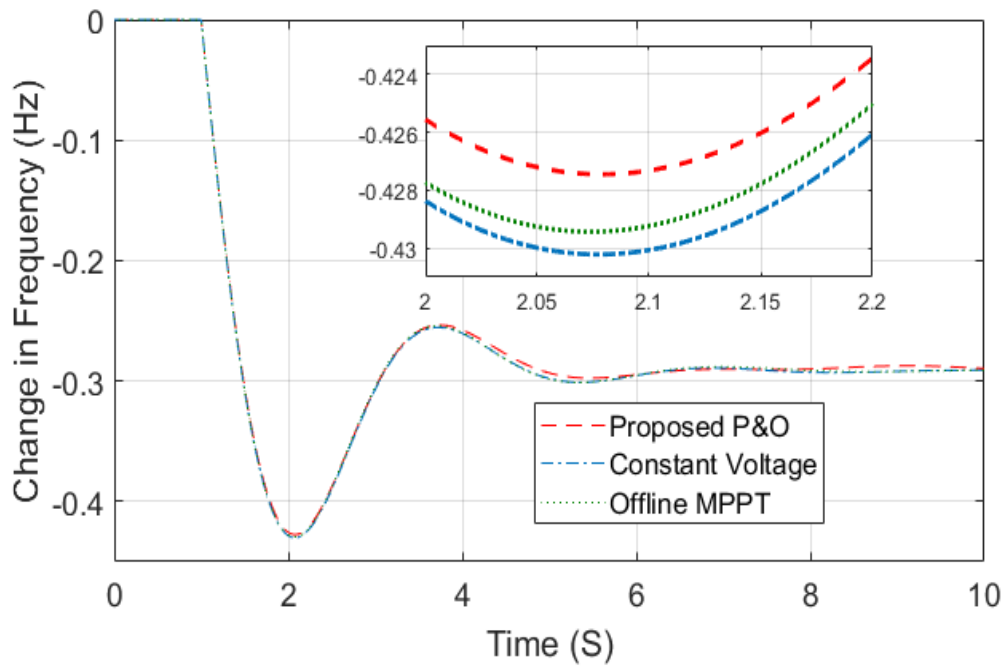 0
-0.1
-0.2
-0.3
-0.4
Change in Frequency (Hz)
-0.424
-0.426
-0.428
-0.43
2 2.05 2.1 2.15 2.2
Proposed P&O
Constant Voltage
Offline MPPT
0 2 4 6 8 10
Time (S)